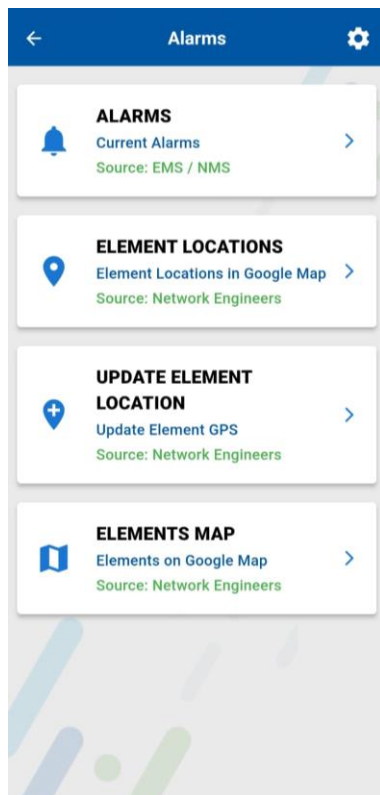 Alarms
ALARMS
Current Alarms
Source: EMS / NMS
ELEMENT LOCATIONS
Element Locations in Google Map
Source: Network Engineers
UPDATE ELEMENT
LOCATION
Update Element GPS
Source: Network Engineers
ELEMENTS MAP
Elements on Google Map
Source: Network Engineers